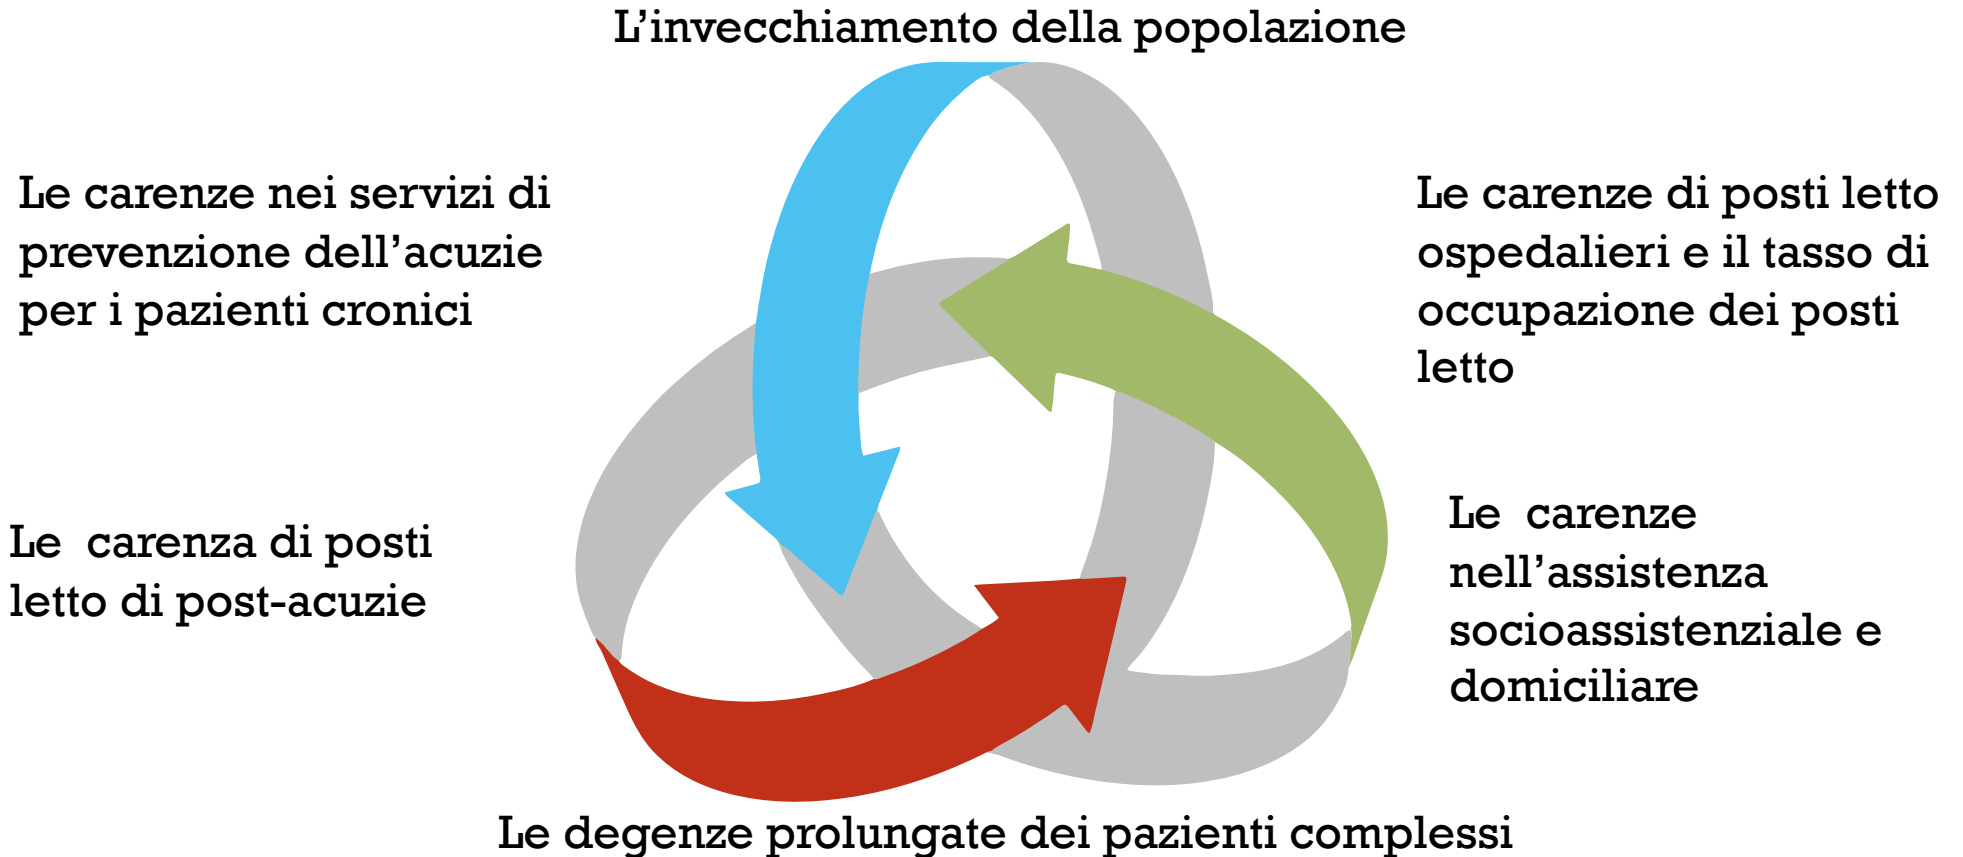 L’invecchiamento della popolazione
Le carenze nei servizi di
prevenzione dell’acuzie
per i pazienti cronici
Le carenze di posti letto
ospedalieri e il tasso di
occupazione dei posti
letto
Le  carenza di posti
letto di post-acuzie
Le  carenze
nell’assistenza
socioassistenziale e
domiciliare
Le degenze prolungate dei pazienti complessi